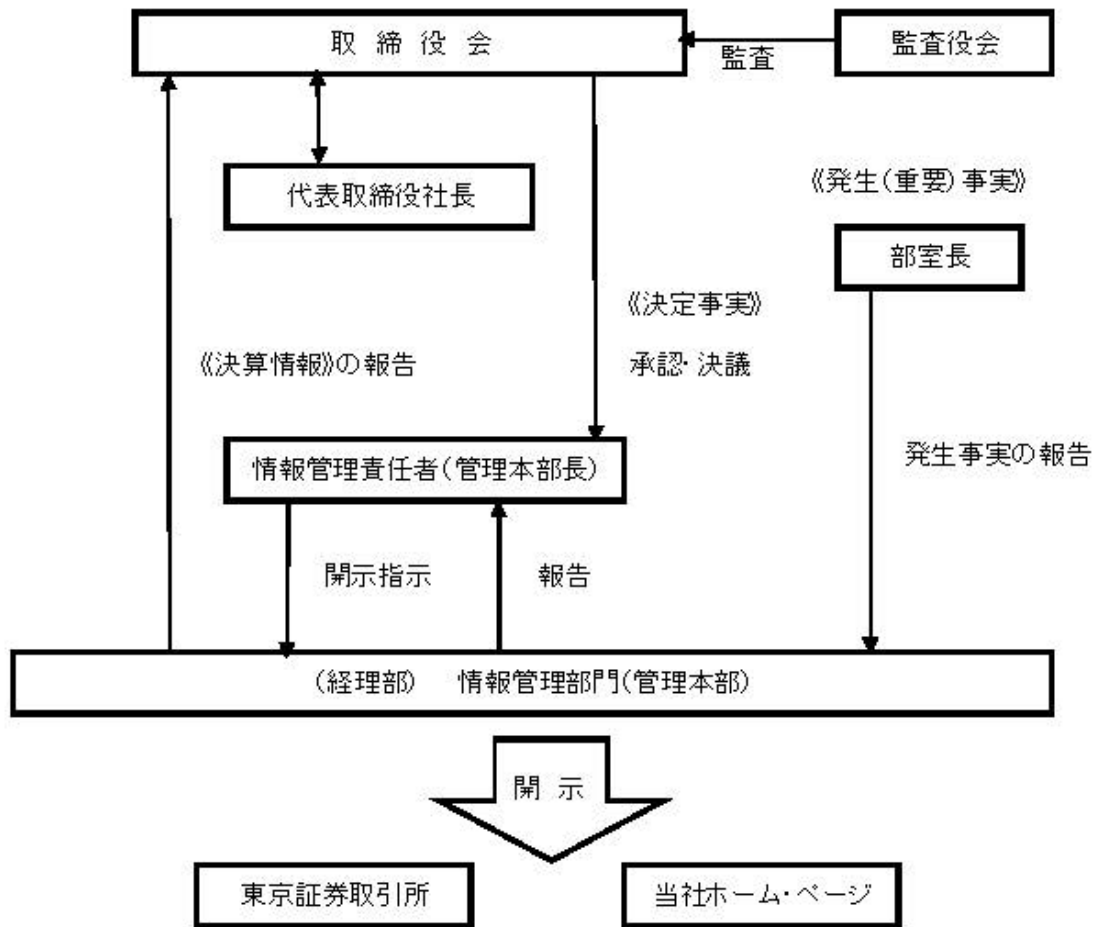 取締役会
監査役会
監査
代表取締役社長
《発生(重要)事実》
部室長
《決定事実》
承認・決議
《決算情報》の報告
発生事実の報告
情報管理責任者(管理本部長)
開示指示
報告
(経理部) 情報管理部門(管理本部)
開示
東京証券取引所
当社ホーム・ページ